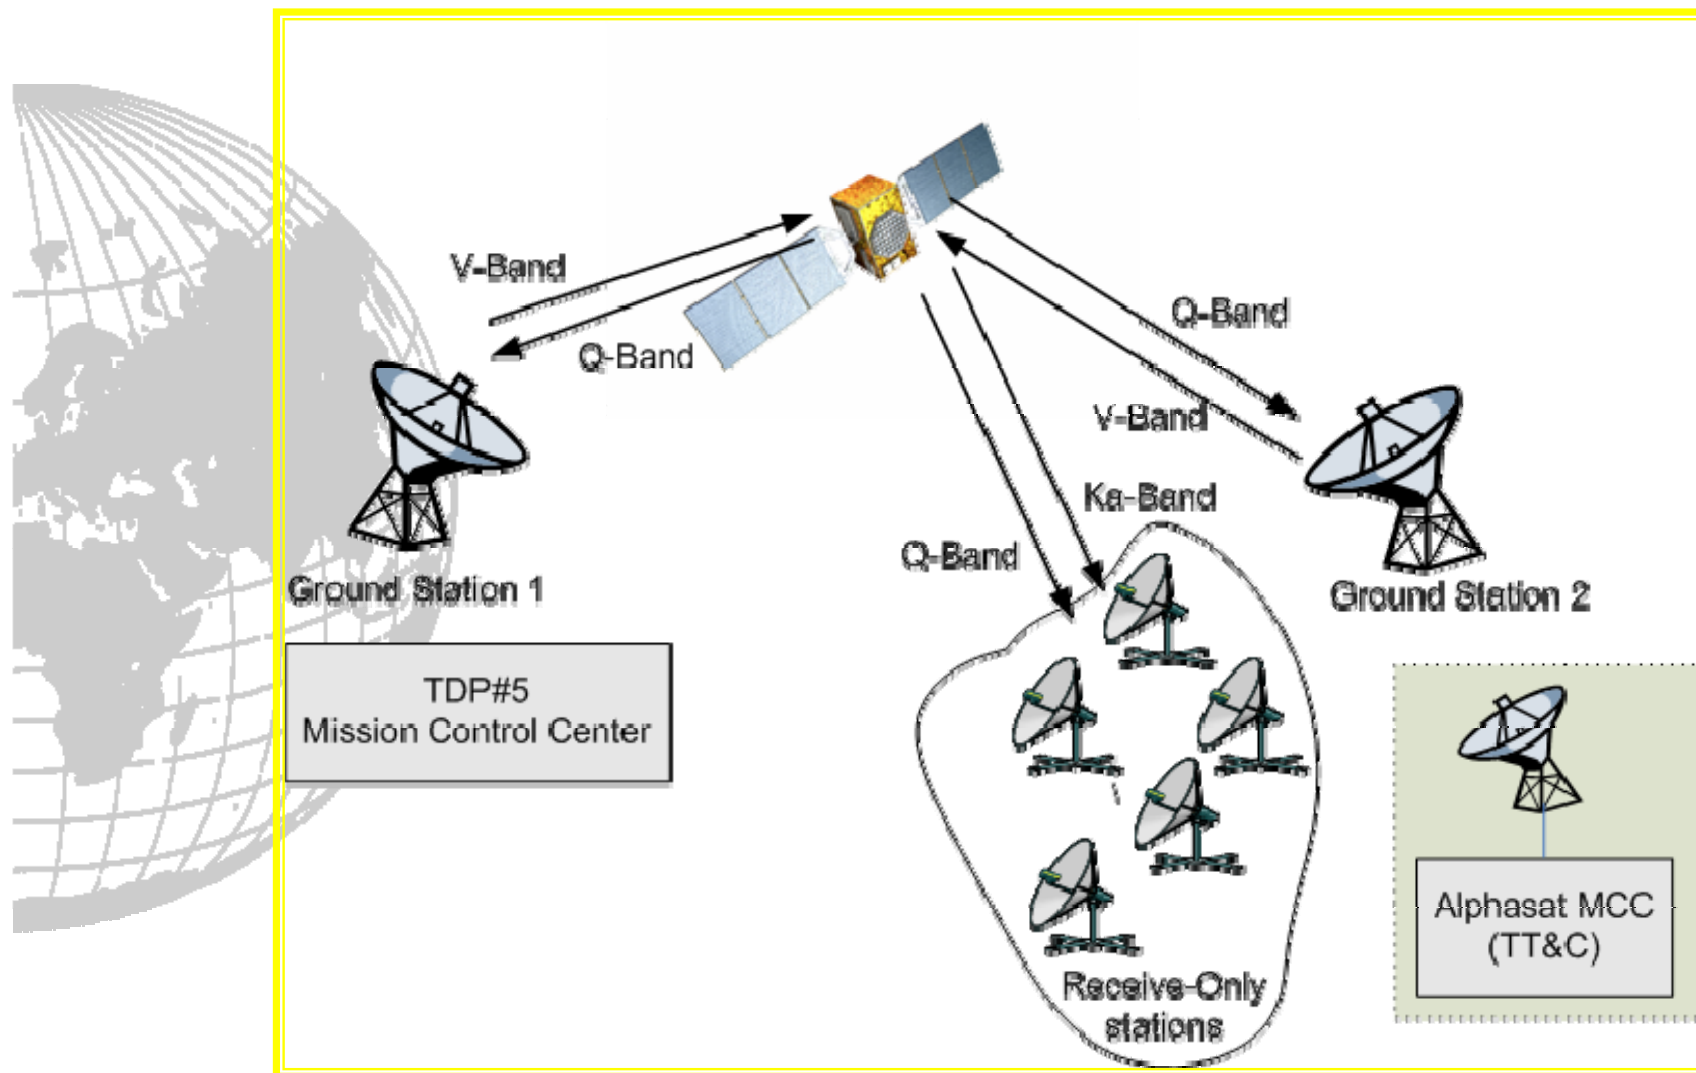 V-Band
Q-Band
Q-Band
V-Band
Ka-Band
Q-Band
Ground Station 1
Ground Station 2
TDP#5
Mission Control Center
Alphasat MCC
(TT&C)
Receive-Only
stations